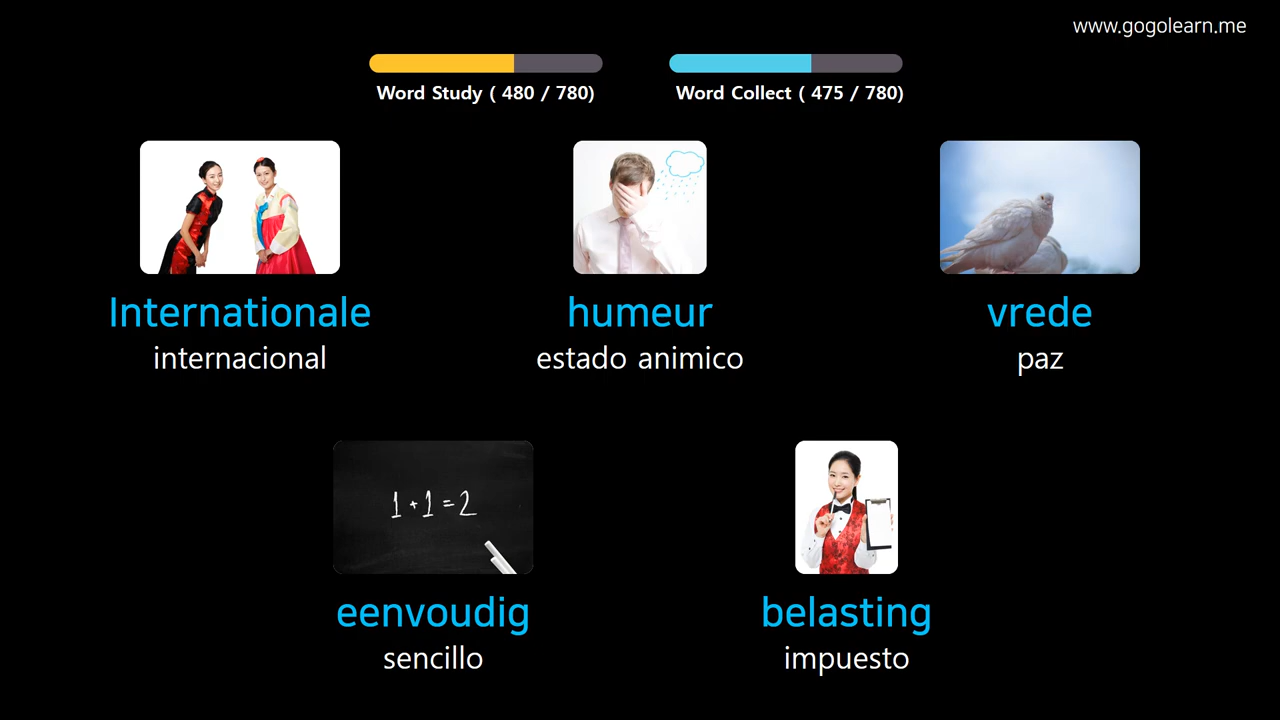 www.gogolearn.me
Word Study ( 480 / 780)
Word Collect ( 475 / 780)
Internationale
internacional
humeur
estado animico
vrede
paz
1+1=2
eenvoudig
sencillo
belasting
impuesto